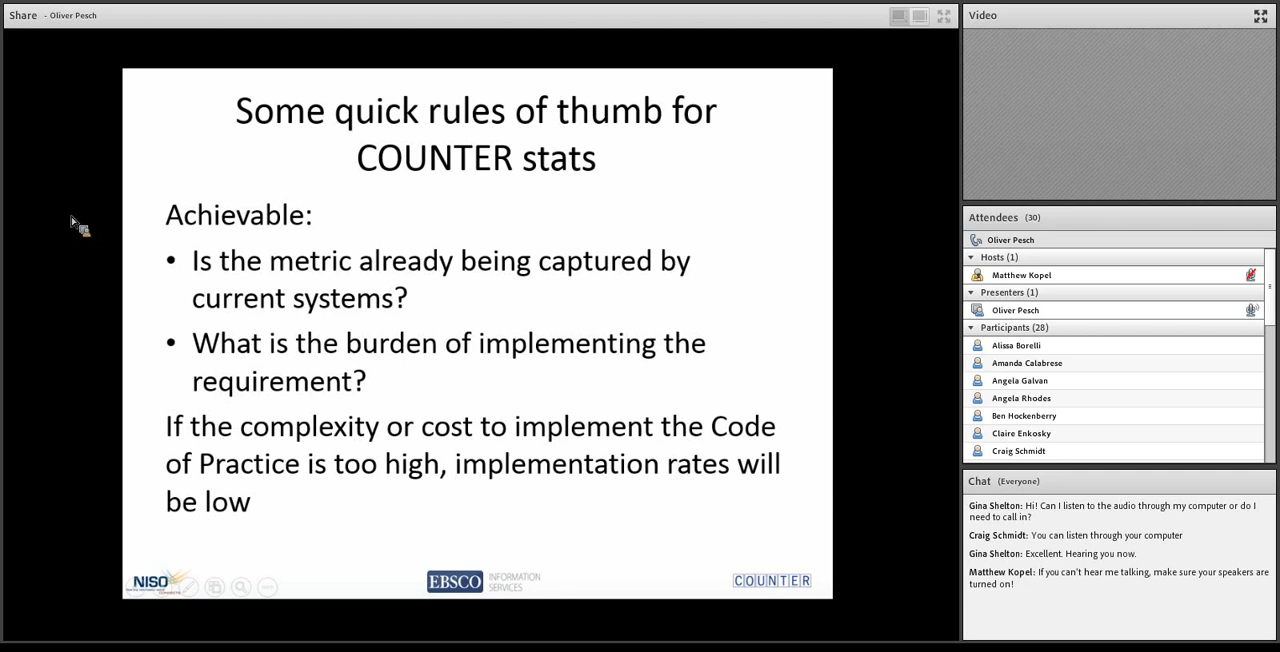 Share - Oliver Pesch
Some quick rules of thumb for
COUNTER stats
Achievable:
• Is the metric already being captured by
current systems?
• What is the burden of implementing the
requirement?
If the complexity or cost to implement the Code
of Practice is too high, implementation rates will
be low
NISO
EBSCO INFORMATION
SERVICES
COUNTER
Video
Attendees (30)
Oliver Pesch
Hosts (1)
Matthew Kopel
Presenters (1)
Oliver Pesch
Participants (28)
Alissa Borelli
Amanda Calabrese
Angela Galvan
Angela Rhodes
Ben Hockenberry
Claire Enkosky
Craig Schmidt
Chat (Everyone)
Gina Shelton: Hi! Can I listen to the audio through my computer or do I
need to call in?
Craig Schmidt: You can listen through your computer
Gina Shelton: Excellent. Hearing you now.
Matthew Kopel: If you can't hear me talking, make sure your speakers are
turned on!